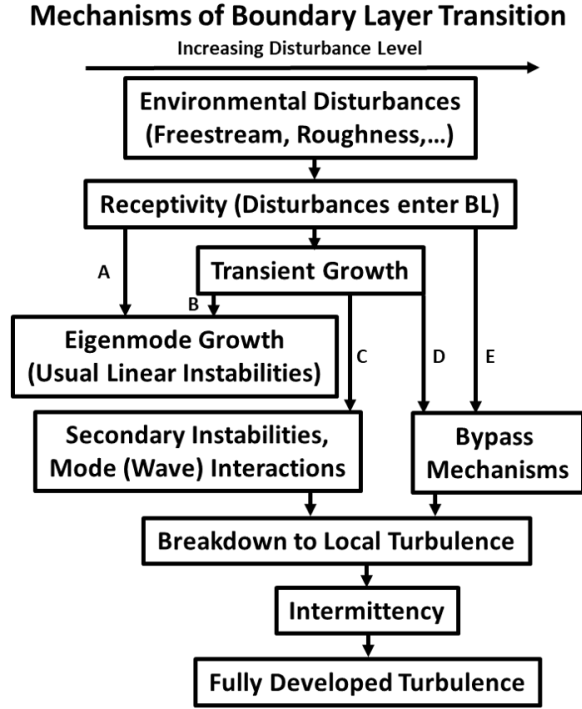 Mechanisms of Boundary Layer Transition
Increasing Disturbance Level
Environmental Disturbances
(Freestream, Roughness,...)
Receptivity (Disturbances enter BL)
A
Transient Growth
B
Eigenmode Growth
(Usual Linear Instabilities)
C
D
E
Secondary Instabilities,
Mode (Wave) Interactions
Bypass
Mechanisms
Breakdown to Local Turbulence
Intermittency
Fully Developed Turbulence